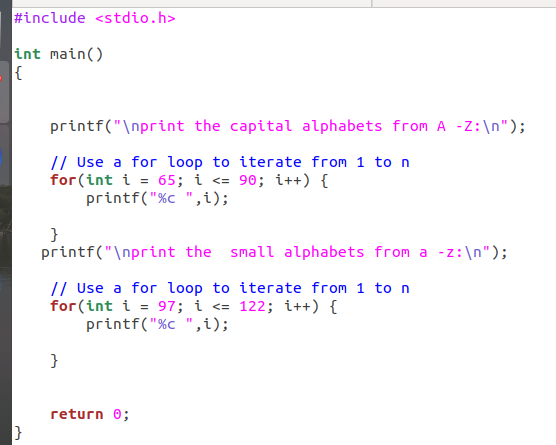 #include <stdio.h>
int main()
{
printf("\nprint the capital alphabets from A -Z:\n");
// Use a for loop to iterate from 1 to n
for(int i = 65; i <= 90; i++) {
printf("%c ",i);
}
printf("\nprint the  small alphabets from a -z:\n");
// Use a for loop to iterate from 1 to n
for(int i = 97; i <= 122; i++) {
printf("%c ",i);
}
return 0;
}